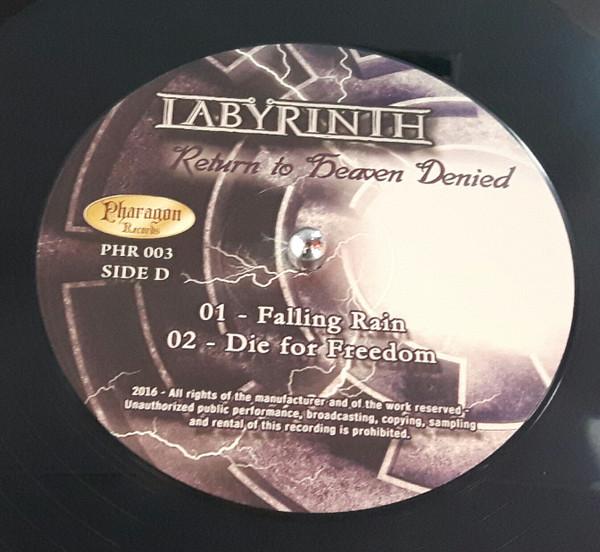 LABYRINTH
Return to Heaven Denied
Pharagon
Records
PHR 003
SIDE D
01 - Falling Rain
02 - Die for Freedom
2016 - All rights of the manufacturer and of the work reserved -
Unauthorized public performance, broadcasting, copying, sampling
and rental of this recording is prohibited.